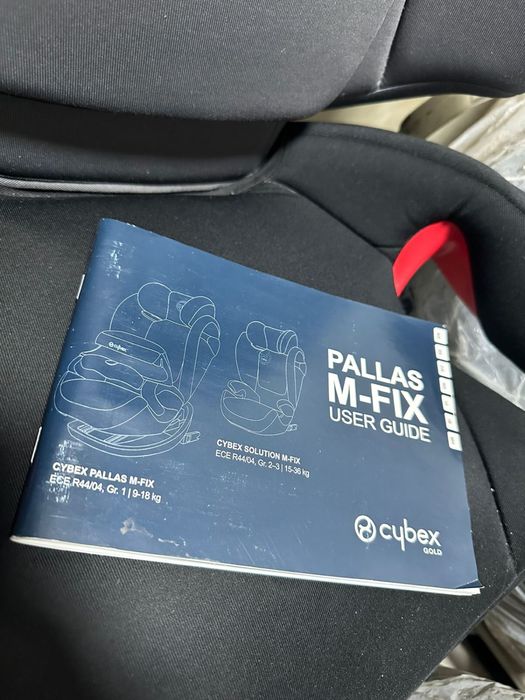 PALLAS
M-FIX
USER GUIDE
CYBEX SOLUTION M-FIX
ECE R44/04, Gr. 2–3 | 15-36 kg
CYBEX PALLAS M-FIX
ECE R44/04, Gr. 1 | 9-18 kg
cybex
GOLD